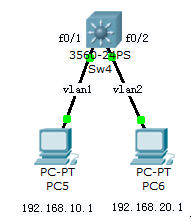 f0/1 f0/2
3560-24PS
Sw4
vlan1 vlan2
PC-PT PC-PT
PC5 PC6
192.168.10.1 192.168.20.1